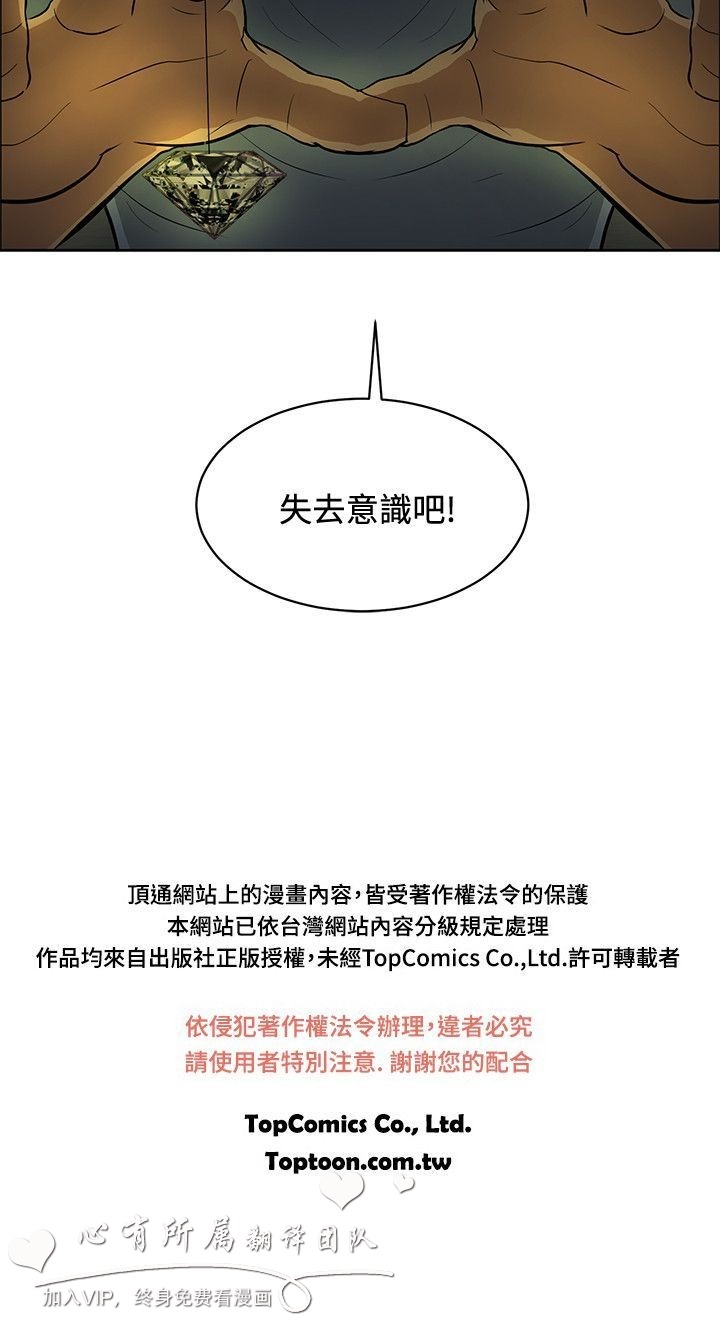 失去意識吧!
頂通網站上的漫畫內容，皆受著作權法令的保護
本網站已依台灣網站內容分級規定處理
作品均來自出版社正版授權，未經TopComics Co.,Ltd.許可轉載者
依侵犯著作權法令辦理，違者必究
請使用者特別注意. 謝謝您的配合
TopComics Co., Ltd.
Toptoon.com.tw
心有所属翻译团队
加入VIP，终身免费看漫画